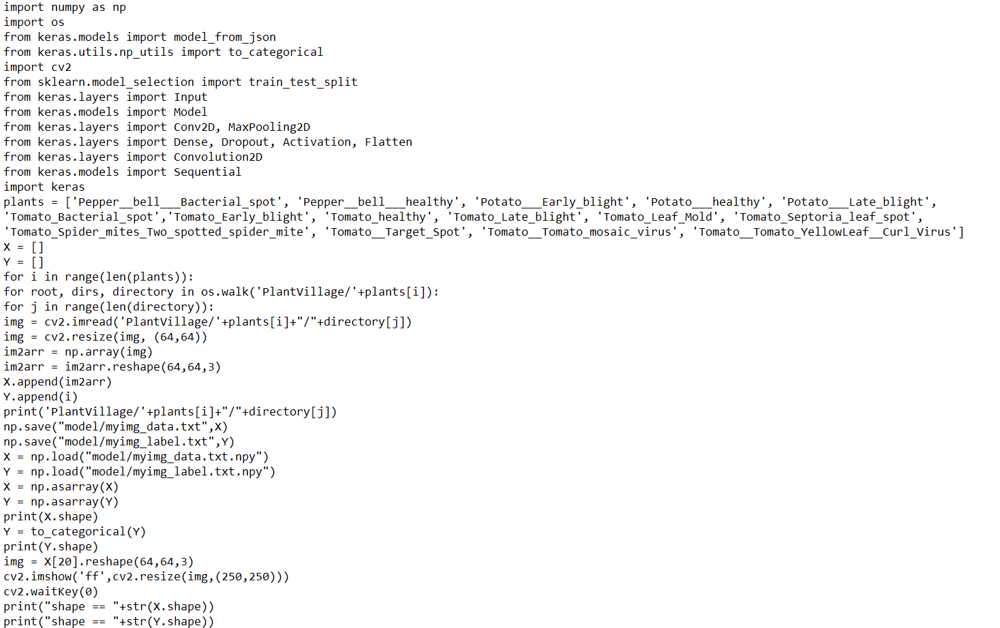 import numpy as np
import os
from keras.models import model_from_json
from keras.utils.np_utils import to_categorical
import cv2
from sklearn.model_selection import train_test_split
from keras.layers import Input
from keras.models import Model
from keras.layers import Conv2D, MaxPooling2D
from keras.layers import Dense, Dropout, Activation, Flatten
from keras.layers import Convolution2D
from keras.models import Sequential
import keras
plants = ['Pepper__bell___Bacterial_spot', 'Pepper__bell___healthy', 'Potato___Early_blight', 'Potato___healthy', 'Potato___Late_blight',
'Tomato_Bacterial_spot','Tomato_Early_blight', 'Tomato_healthy', 'Tomato_Late_blight', 'Tomato_Leaf_Mold', 'Tomato_Septoria_leaf_spot',
'Tomato_Spider_mites_Two_spotted_spider_mite', 'Tomato__Target_Spot', 'Tomato__Tomato_mosaic_virus', 'Tomato__Tomato_YellowLeaf__Curl_Virus']
X = []
Y = []
for i in range(len(plants)):
for root, dirs, directory in os.walk('PlantVillage/'+plants[i]):
for j in range(len(directory)):
img = cv2.imread('PlantVillage/'+plants[i]+"/"+directory[j])
img = cv2.resize(img, (64,64))
im2arr = np.array(img)
im2arr = im2arr.reshape(64,64,3)
X.append(im2arr)
Y.append(i)
print('PlantVillage/'+plants[i]+"/"+directory[j])
np.save("model/myimg_data.txt",X)
np.save("model/myimg_label.txt",Y)
X = np.load("model/myimg_data.txt.npy")
Y = np.load("model/myimg_label.txt.npy")
X = np.asarray(X)
Y = np.asarray(Y)
print(X.shape)
Y = to_categorical(Y)
print(Y.shape)
img = X[20].reshape(64,64,3)
cv2.imshow('ff',cv2.resize(img,(250,250)))
cv2.waitKey(0)
print("shape == "+str(X.shape))
print("shape == "+str(Y.shape))